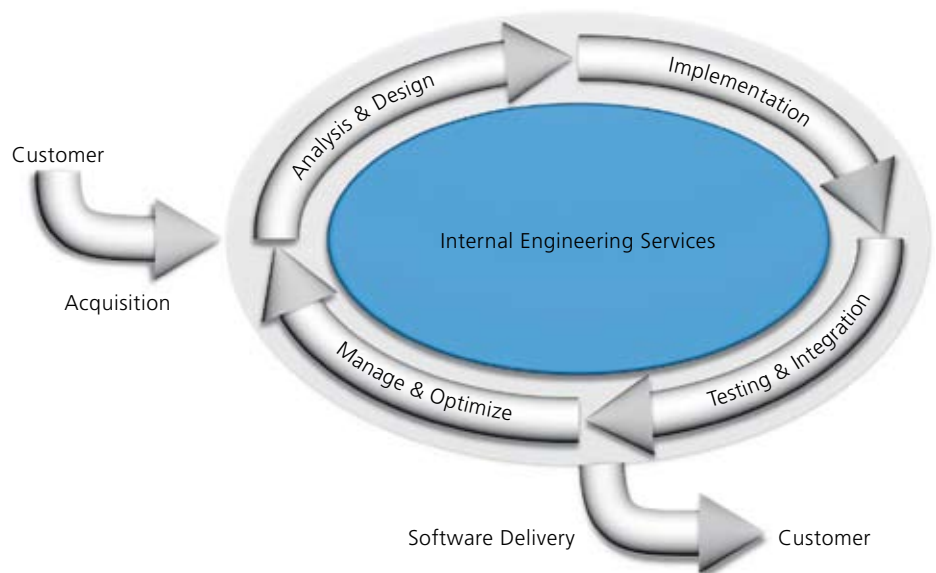 Analysis & Design
Implementation
Customer
Internal Engineering Services
Acquisition
Manage & Optimize
Testing & Integration
Software Delivery
Customer